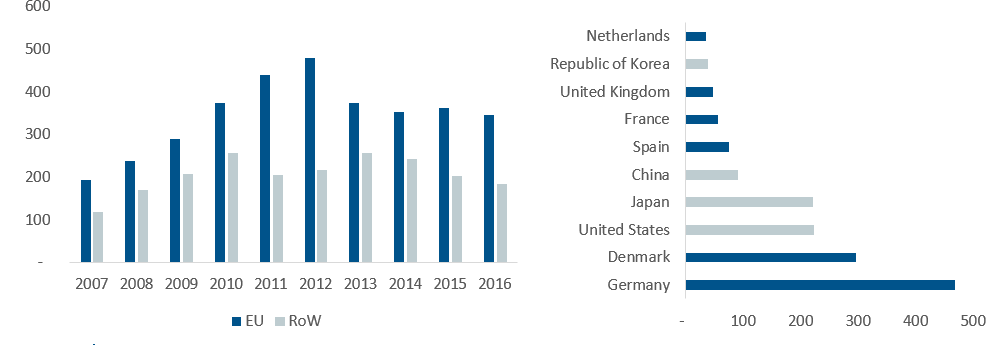 600
500
400
300
200
100
-
2007 2008 2009 2010 2011 2012 2013 2014 2015 2016
EU RoW
Netherlands
Republic of Korea
United Kingdom
France
Spain
China
Japan
United States
Denmark
Germany
- 100 200 300 400 500